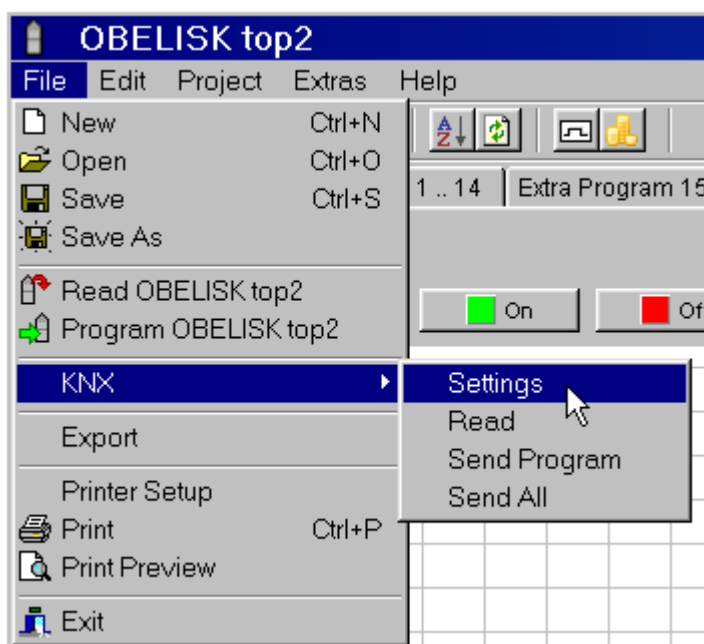 OBELISK top2
File Edit Project Extras Help
New Ctrl+N
Open Ctrl+O
Save Ctrl+S
Save As
Read OBELISK top2
Program OBELISK top2
KNX
Export
Printer Setup
Print Ctrl+P
Print Preview
Exit
A
Z
1 .. 14 Extra Program 15
On Of
Settings
Read
Send Program
Send All